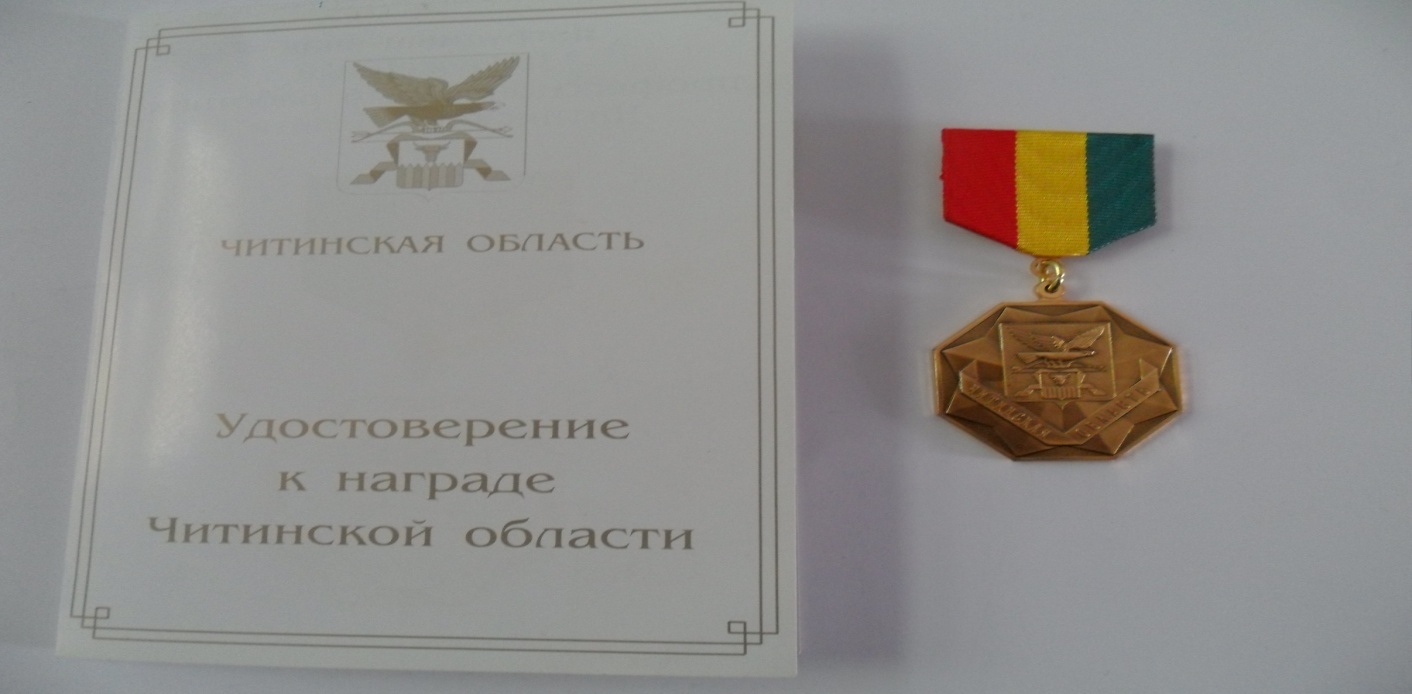 ЧИТИНСКАЯ ОБЛАСТЬ
Удостоверение
к награде
Читинской области